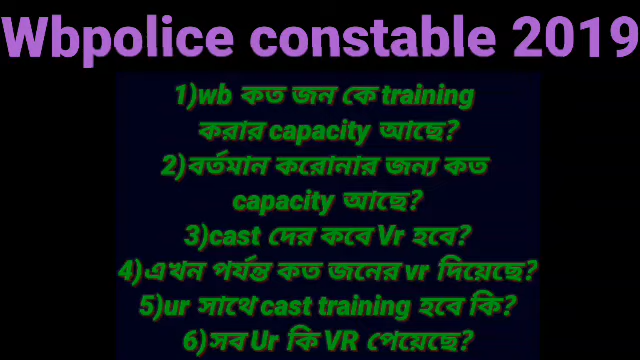 Wbpolice constable 2019
1)wb কত জন কে training
করার capacity আছে?
2)বর্তমান করোনার জন্য কত
capacity আছে?
3)cast দের কবে Vr হবে?
4)এখন পর্যন্ত কত জনের vr দিয়েছে?
5)ur সাথে cast training হবে কি?
6)সব Ur কি VR পেয়েছে?